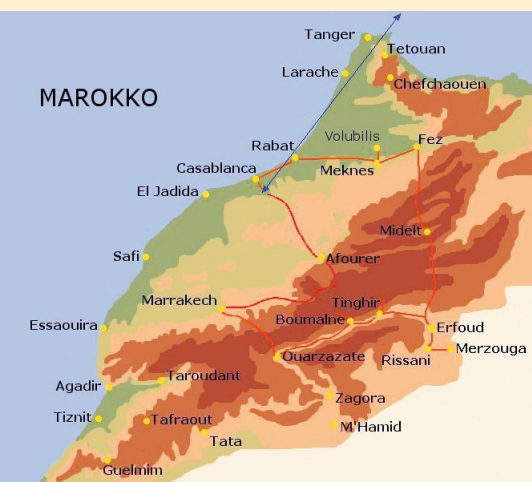 Tanger
Tetouan
Larache
Chefchaouen
MAROKKO
Volubilis
Rabat
Fez
Casablanca
Meknes
El Jadida
Midelt
Safi
Afourer
Marrakech
Tinghir
Boumalne
Essaouira
Erfoud
Merzouga
Ouarzazate
Rissani
Taroudant
Agadir
Zagora
Tiznit
Tafraout
M'Hamid
Tata
Guelmim